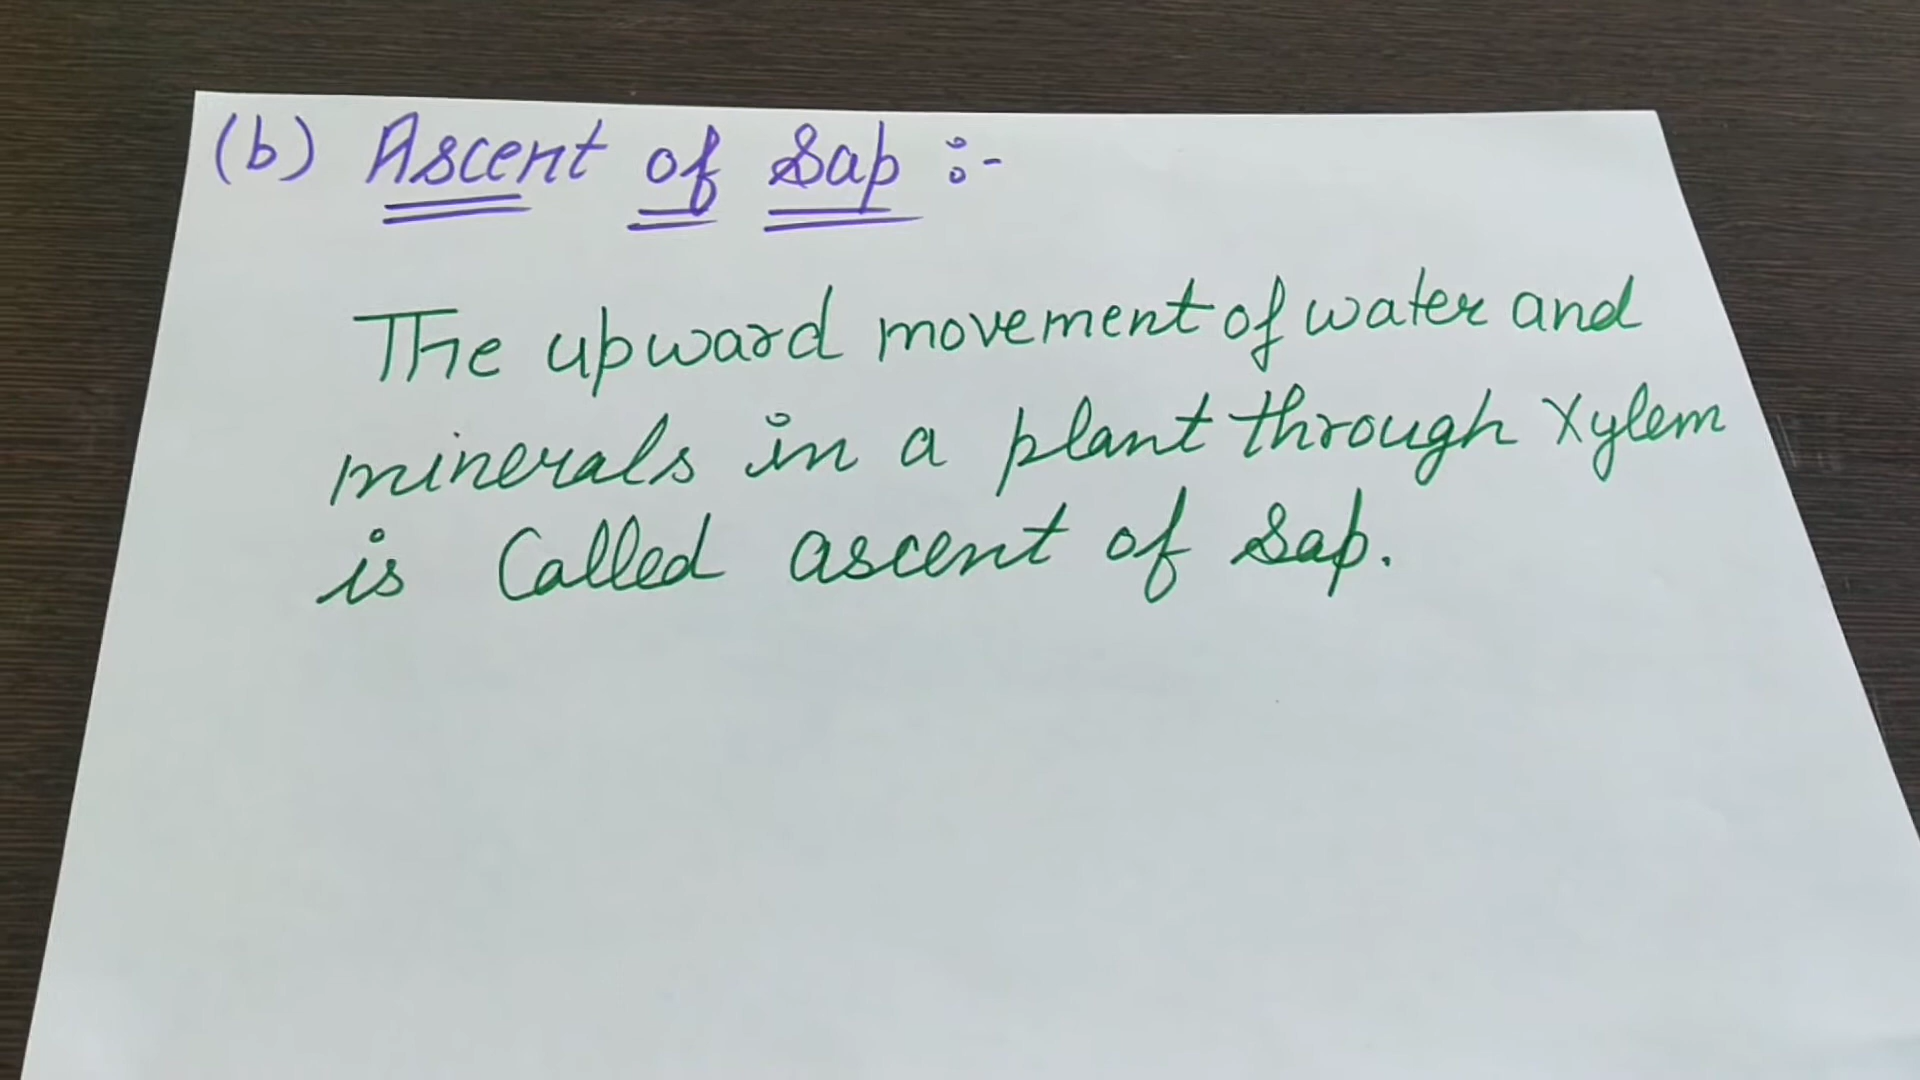 (b) Ascent of Sap :-
The upward movement of water and
minerals in a plant through Xylem
is Called ascent of Sap.